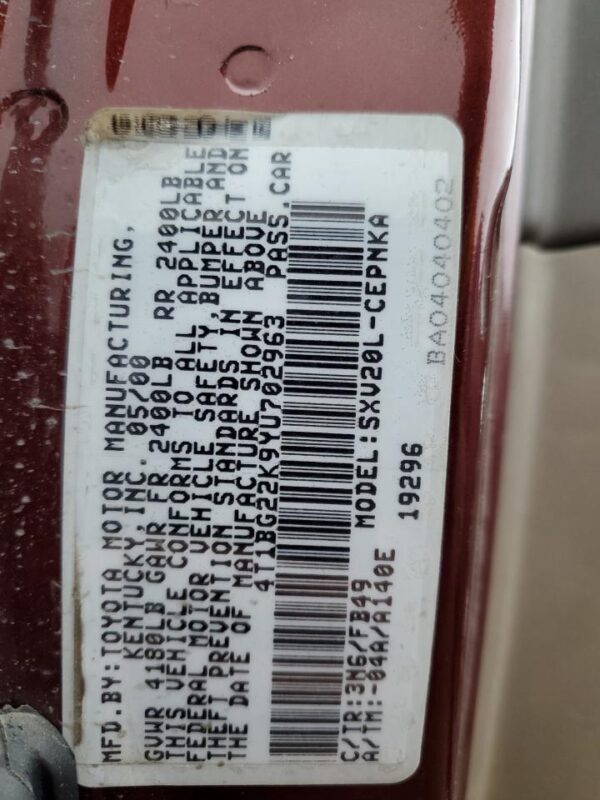 MFD.BY:TOYOTA MOTOR MANUFACTURING,
KENTUCKY,INC. 05/00
GVWR 4180LB GAWR FR 2400LB RR 2400LB
THIS VEHICLE CONFORMS TO ALL APPLICABLE
FEDERAL MOTOR VEHICLE SAFETY,BUMPER AND
THEFT PREVENTION STANDARDS IN EFFECT ON
THE DATE OF MANUFACTURE SHOWN ABOVE
4T1BG22K9YU702963 PASS.CAR
C/TR:3N6/FB49 MODEL:SXV20L-CEPNKA
A/TM:-04A/A140E 19296
BA04040402